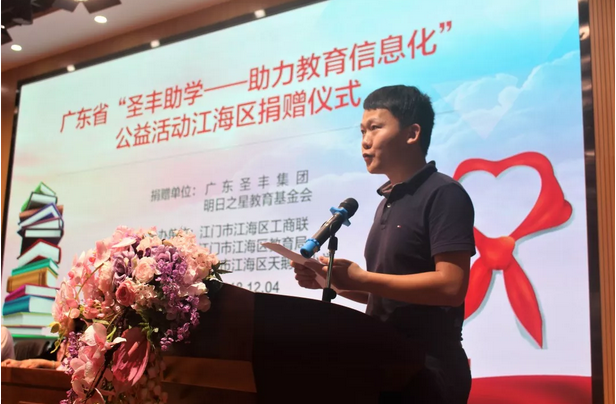 广东省“圣丰助学——助力教育信息化”
公益活动江海区捐赠仪式
捐赠单位：广东圣丰集团
明日之星教育基金会
江门市江海区工商联
江门市江海区教育局
市江海区天鹅
12.04